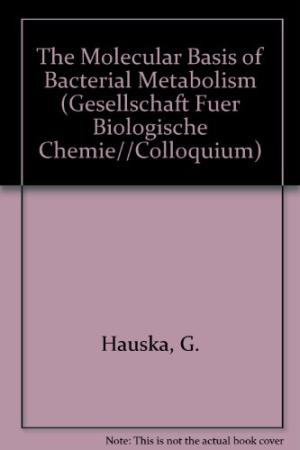 The Molecular Basis of
Bacterial Metabolism
(Gesellschaft Fuer
Biologische
Chemie//Colloquium)
Hauska, G.
Note: This is not the actual book cover